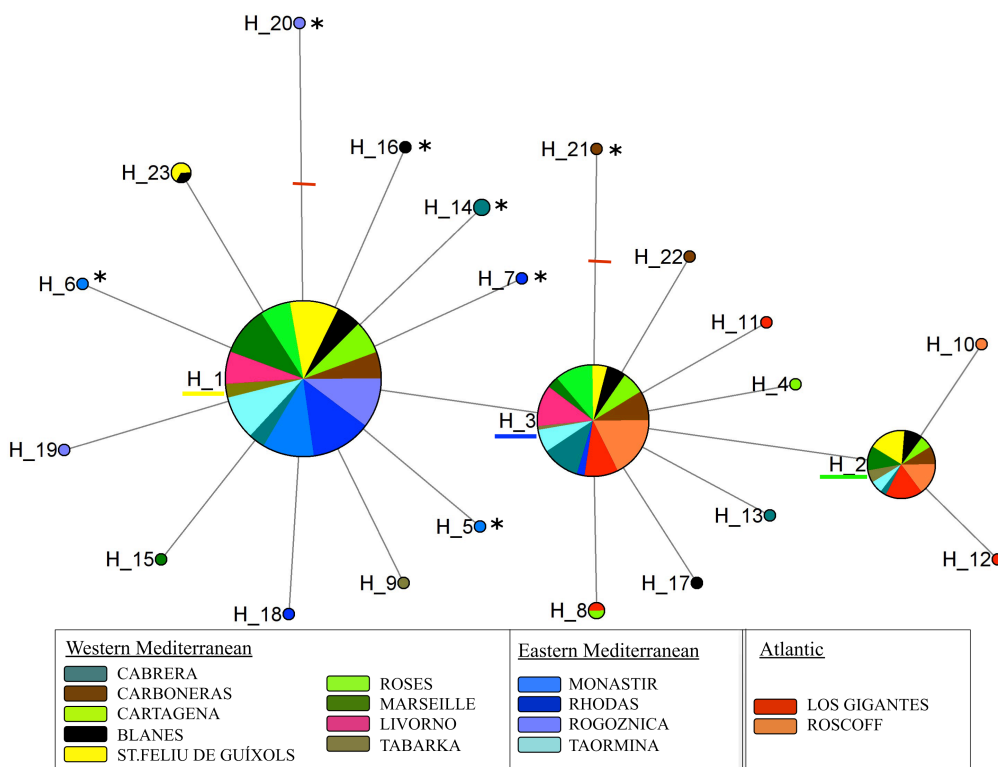 H_20 *
H_16 *
H_21 *
H_23
H_14 *
H_22
H_7 *
H_6 *
H_11
H_10
H_1
H_4
H_3
H_19
H_2
H_13
H_5 *
H_15
H_9
H_17
H_12
H_18
H_8
Western Mediterranean
CABRERA
CARBONERAS
CARTAGENA
BLANES
ST.FELIU DE GUÍXOLS
ROSES
MARSEILLE
LIVORNO
TABARKA
Eastern Mediterranean
MONASTIR
RHODAS
ROGOZNICA
TAORMINA
Atlantic
LOS GIGANTES
ROSCOFF